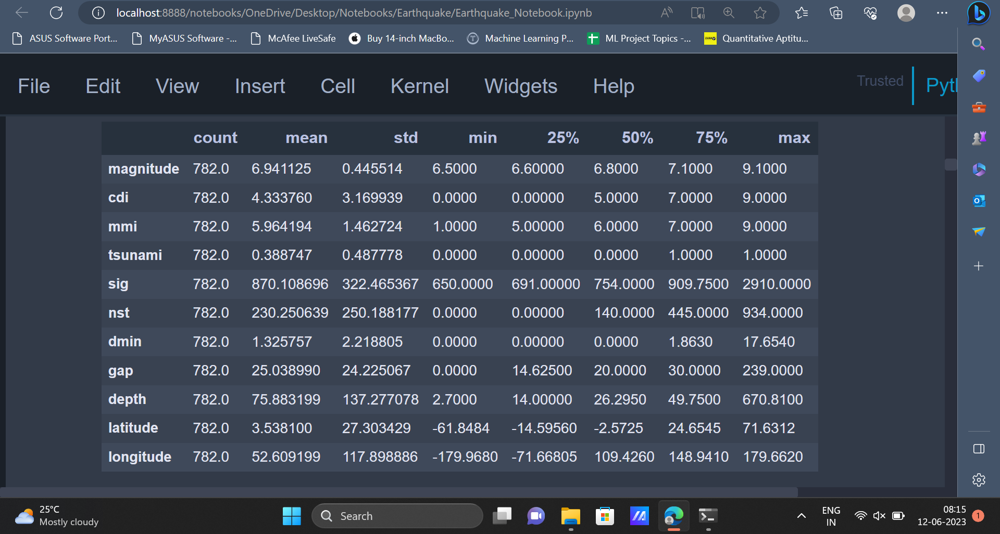 localhost:8888/notebooks/OneDrive/Desktop/Notebooks/Earthquake/Earthquake_Notebook.ipynb
ASUS Software Port... MyASUS Software -... McAfee LiveSafe Buy 14-inch MacBo... Machine Learning P... ML Project Topics -... Quantitative Aptitu...
File Edit View Insert Cell Kernel Widgets Help Trusted Pyth
count mean std min 25% 50% 75% max
magnitude 782.0 6.941125 0.445514 6.5000 6.60000 6.8000 7.1000 9.1000
cdi 782.0 4.333760 3.169939 0.0000 0.00000 5.0000 7.0000 9.0000
mmi 782.0 5.964194 1.462724 1.0000 5.00000 6.0000 7.0000 9.0000
tsunami 782.0 0.388747 0.487778 0.0000 0.00000 0.0000 1.0000 1.0000
sig 782.0 870.108696 322.465367 650.0000 691.00000 754.0000 909.7500 2910.0000
nst 782.0 230.250639 250.188177 0.0000 0.00000 140.0000 445.0000 934.0000
dmin 782.0 1.325757 2.218805 0.0000 0.00000 0.0000 1.8630 17.6540
gap 782.0 25.038990 24.225067 0.0000 14.62500 20.0000 30.0000 239.0000
depth 782.0 75.883199 137.277078 2.7000 14.00000 26.2950 49.7500 670.8100
latitude 782.0 3.538100 27.303429 -61.8484 -14.59560 -2.5725 24.6545 71.6312
longitude 782.0 52.609199 117.898886 -179.9680 -71.66805 109.4260 148.9410 179.6620
25°C
Mostly cloudy
Search
ENG
IN
08:15
12-06-2023
1